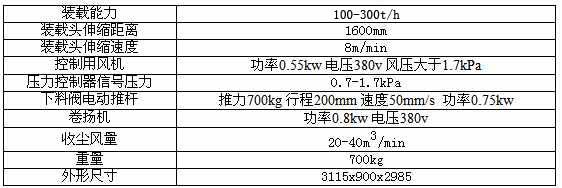 装载能力 100-300t/h
装载头伸缩距离 1600mm
装载头伸缩速度 8m/min
控制用风机 功率0.55kw 电压380v 风压大于1.7kPa
压力控制器信号压力 0.7-1.7kPa
下料阀电动推杆 推力700kg 行程200mm 速度50mm/s 功率0.75kw
卷扬机 功率0.8kw 电压380v
收尘风量 20-40m³/min
重量 700kg
外形尺寸 3115x900x2985